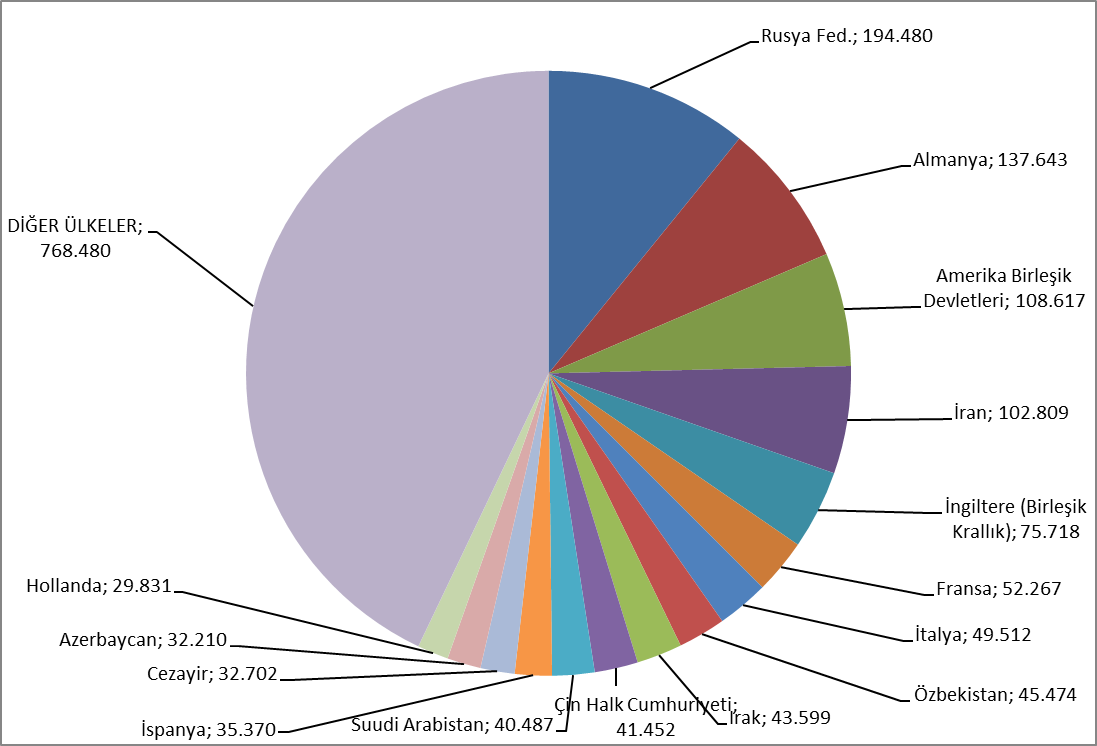 Rusya Fed.; 194.480
Almanya; 137.643
Amerika Birleşik
Devletleri; 108.617
İran; 102.809
İngiltere (Birleşik
Krallık); 75.718
Fransa; 52.267
İtalya; 49.512
Özbekistan; 45.474
Irak; 43.599
Çin Halk Cumhuriyeti;
41.452
Suudi Arabistan; 40.487
İspanya; 35.370
Cezayir; 32.702
Azerbaycan; 32.210
Hollanda; 29.831
DİĞER ÜLKELER;
768.480